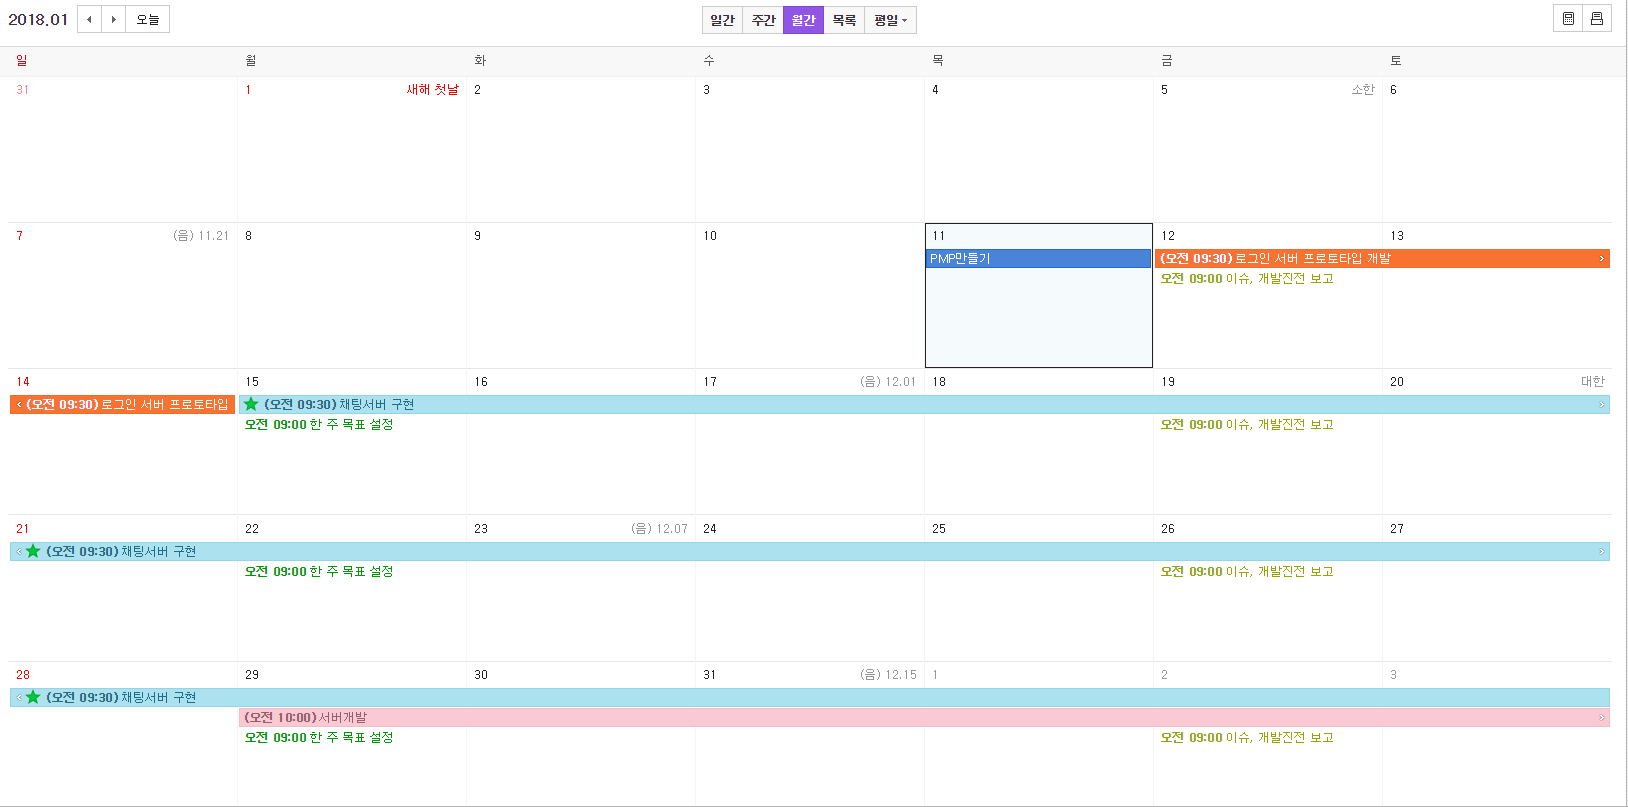 2018.01 오늘 일간 주간 월간 목록 평일
일 월 화 수 목 금 토
31 1 새해 첫날 2 3 4 5 소한 6
7 (음) 11.21 8 9 10 11 12 13
PMP만들기 (오전 09:30) 로그인 서버 프로토타입 개발
오전 09:00 이슈, 개발진전 보고
14 15 16 17 (음) 12.01 18 19 20 대한
(오전 09:30) 로그인 서버 프로토타입 (오전 09:30) 채팅서버 구현
오전 09:00 한 주 목표 설정 오전 09:00 이슈, 개발진전 보고
21 22 23 (음) 12.07 24 25 26 27
(오전 09:30) 채팅서버 구현
오전 09:00 한 주 목표 설정 오전 09:00 이슈, 개발진전 보고
28 29 30 31 (음) 12.15 1 2 3
(오전 09:30) 채팅서버 구현
(오전 10:00) 서버개발
오전 09:00 한 주 목표 설정 오전 09:00 이슈, 개발진전 보고